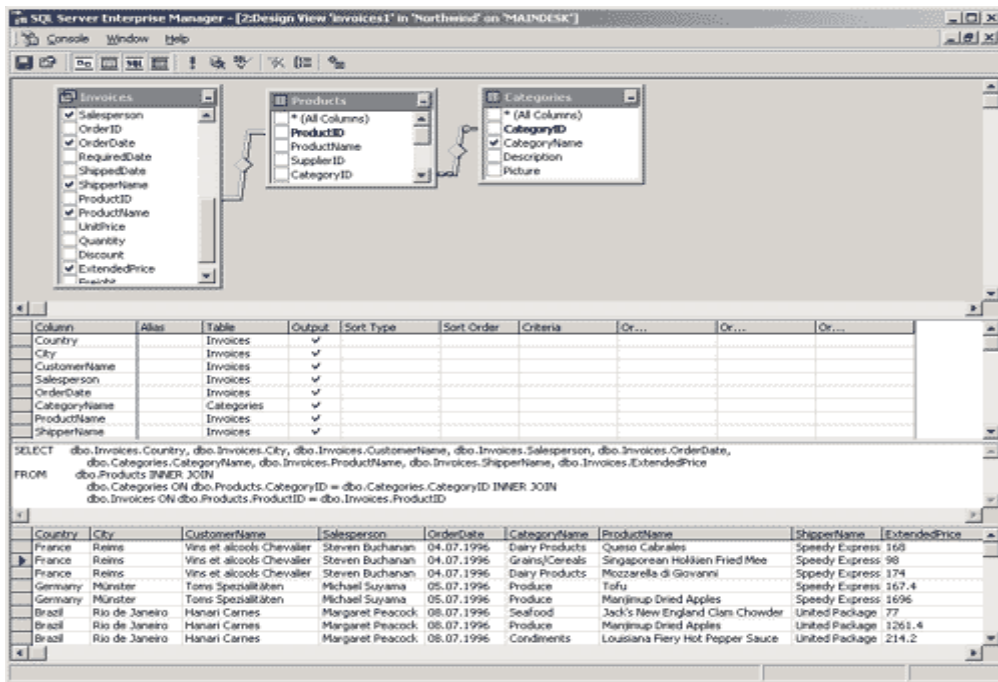 SQL Server Enterprise Manager - [2:Design View 'invoices1' in 'Northwind' on 'MAINDESK']
Console Window Help
Invoices
Salesperson
OrderID
OrderDate
RequiredDate
ShippedDate
ShipperName
ProductID
ProductName
UnitPrice
Quantity
Discount
ExtendedPrice
Freight
Products
* (All Columns)
ProductID
ProductName
SupplierID
CategoryID
Categories
* (All Columns)
CategoryID
CategoryName
Description
Picture
Column Alias Table Output Sort Type Sort Order Criteria Or... Or... Or...
Country Invoices
City Invoices
CustomerName Invoices
Salesperson Invoices
OrderDate Invoices
CategoryName Categories
ProductName Invoices
ShipperName Invoices
SELECT dbo.Invoices.Country, dbo.Invoices.City, dbo.Invoices.CustomerName, dbo.Invoices.Salesperson, dbo.Invoices.OrderDate,
dbo.Categories.CategoryName, dbo.Invoices.ProductName, dbo.Invoices.ShipperName, dbo.Invoices.ExtendedPrice
FROM dbo.Products INNER JOIN
dbo.Categories ON dbo.Products.CategoryID = dbo.Categories.CategoryID INNER JOIN
dbo.Invoices ON dbo.Products.ProductID = dbo.Invoices.ProductID
Country City CustomerName Salesperson OrderDate CategoryName ProductName ShipperName ExtendedPrice
France Reims Vins et alcools Chevalier Steven Buchanan 04.07.1996 Dairy Products Queso Cabrales Speedy Express 168
France Reims Vins et alcools Chevalier Steven Buchanan 04.07.1996 Grains/Cereals Singaporean Hokkien Fried Mee Speedy Express 98
France Reims Vins et alcools Chevalier Steven Buchanan 04.07.1996 Dairy Products Mozzarella di Giovanni Speedy Express 174
Germany Münster Toms Spezialitäten Michael Suyama 05.07.1996 Produce Tofu Speedy Express 167.4
Germany Münster Toms Spezialitäten Michael Suyama 05.07.1996 Produce Manjimup Dried Apples Speedy Express 1696
Brazil Rio de Janeiro Hanari Carnes Margaret Peacock 08.07.1996 Seafood Jack's New England Clam Chowder United Package 77
Brazil Rio de Janeiro Hanari Carnes Margaret Peacock 08.07.1996 Produce Manjimup Dried Apples United Package 1261.4
Brazil Rio de Janeiro Hanari Carnes Margaret Peacock 08.07.1996 Condiments Louisiana Fiery Hot Pepper Sauce United Package 214.2